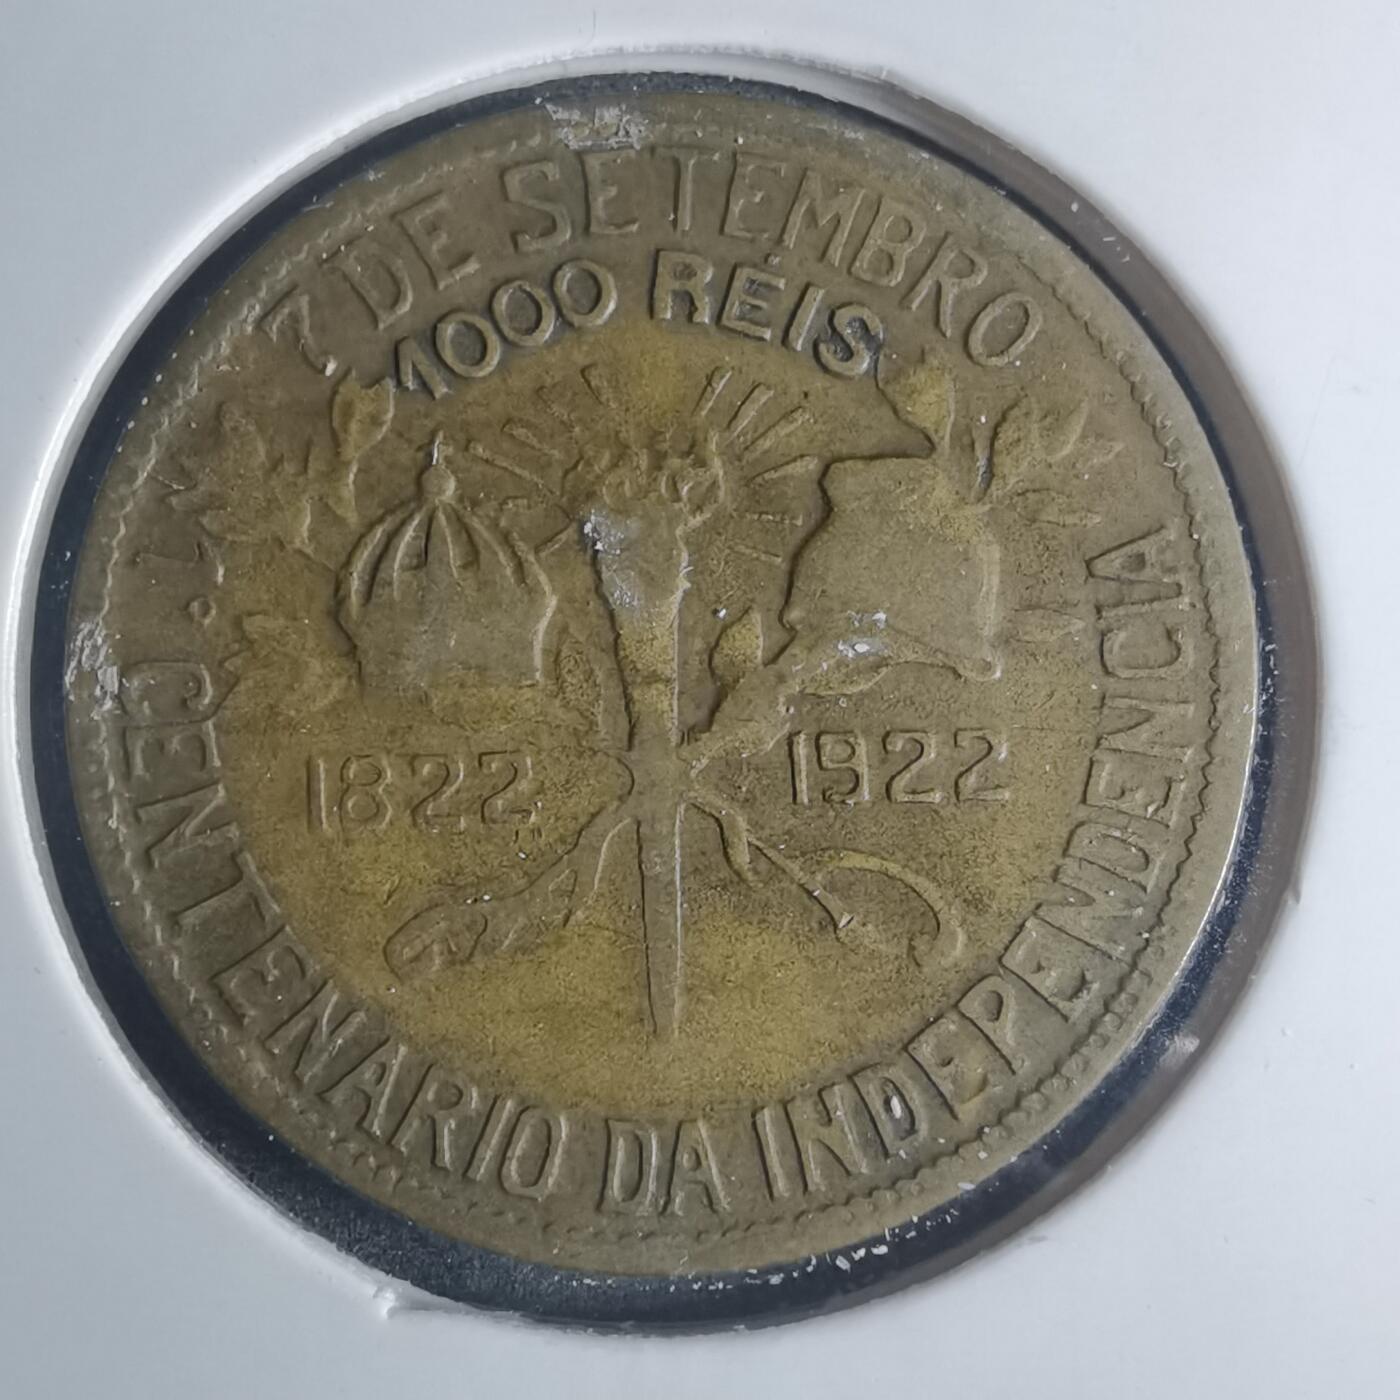 7 DE SETEMBRO
1000 RÉIS
1822 1922
CENTENARIO DA INDEPENDENCIA